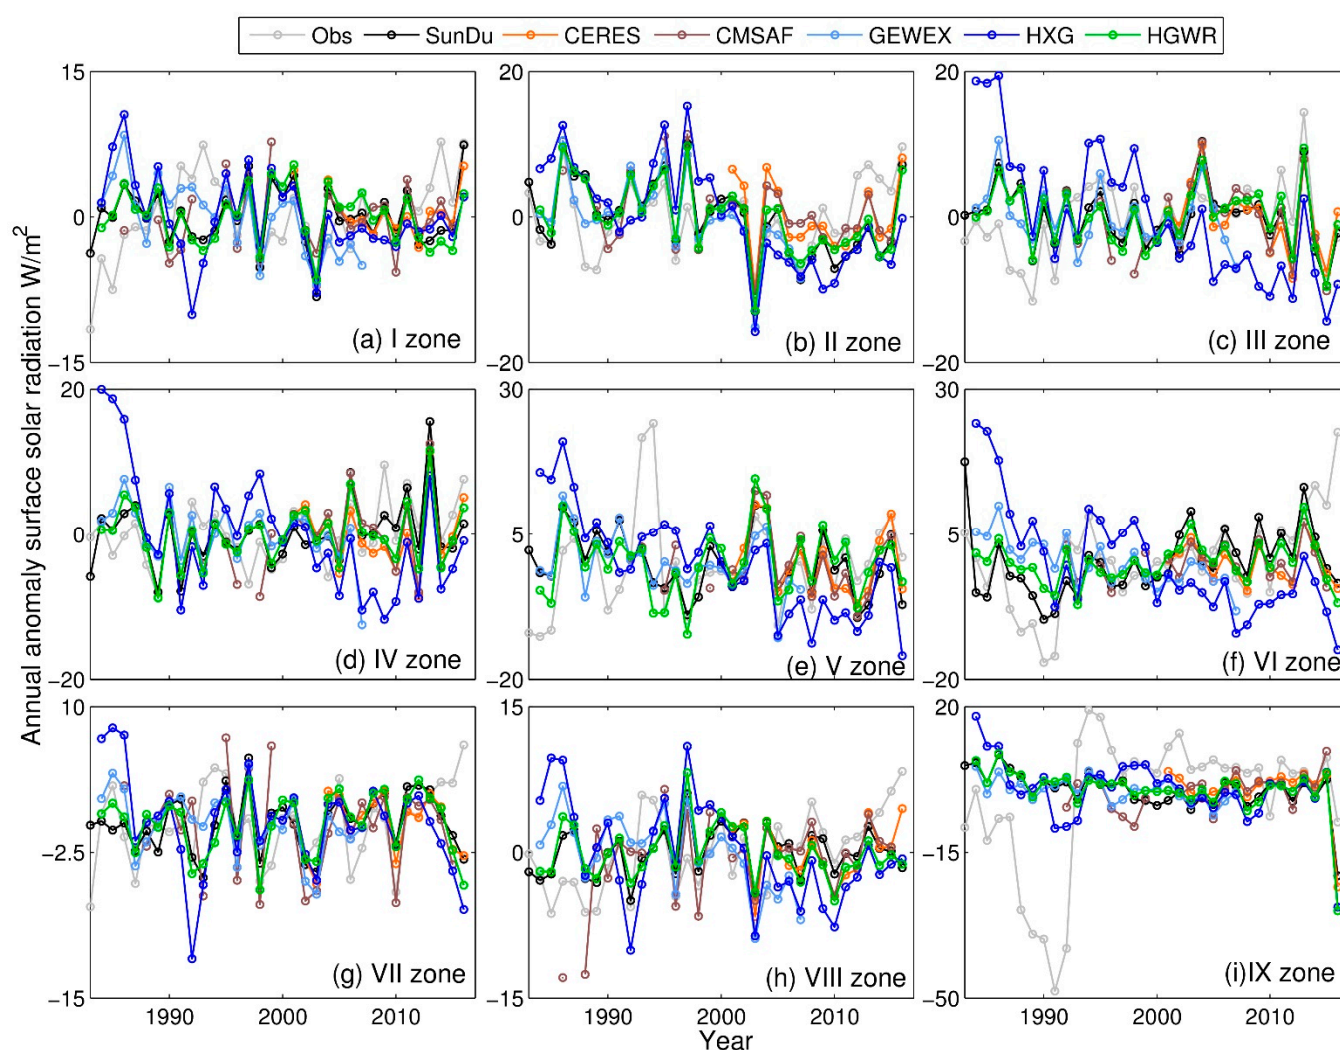 Obs SunDu CERES CMSAF GEWEX HXG HGWR
Annual anomaly surface solar radiation W/m²
15
0
−15
(a) I zone
20
0
−20
(b) II zone
20
0
−20
(c) III zone
20
0
−20
(d) IV zone
30
5
−20
(e) V zone
30
5
−20
(f) VI zone
10
−2.5
−15
(g) VII zone
15
0
−15
(h) VIII zone
20
−15
−50
(i)IX zone
1990 2000 2010
1990 2000 2010
1990 2000 2010
Year